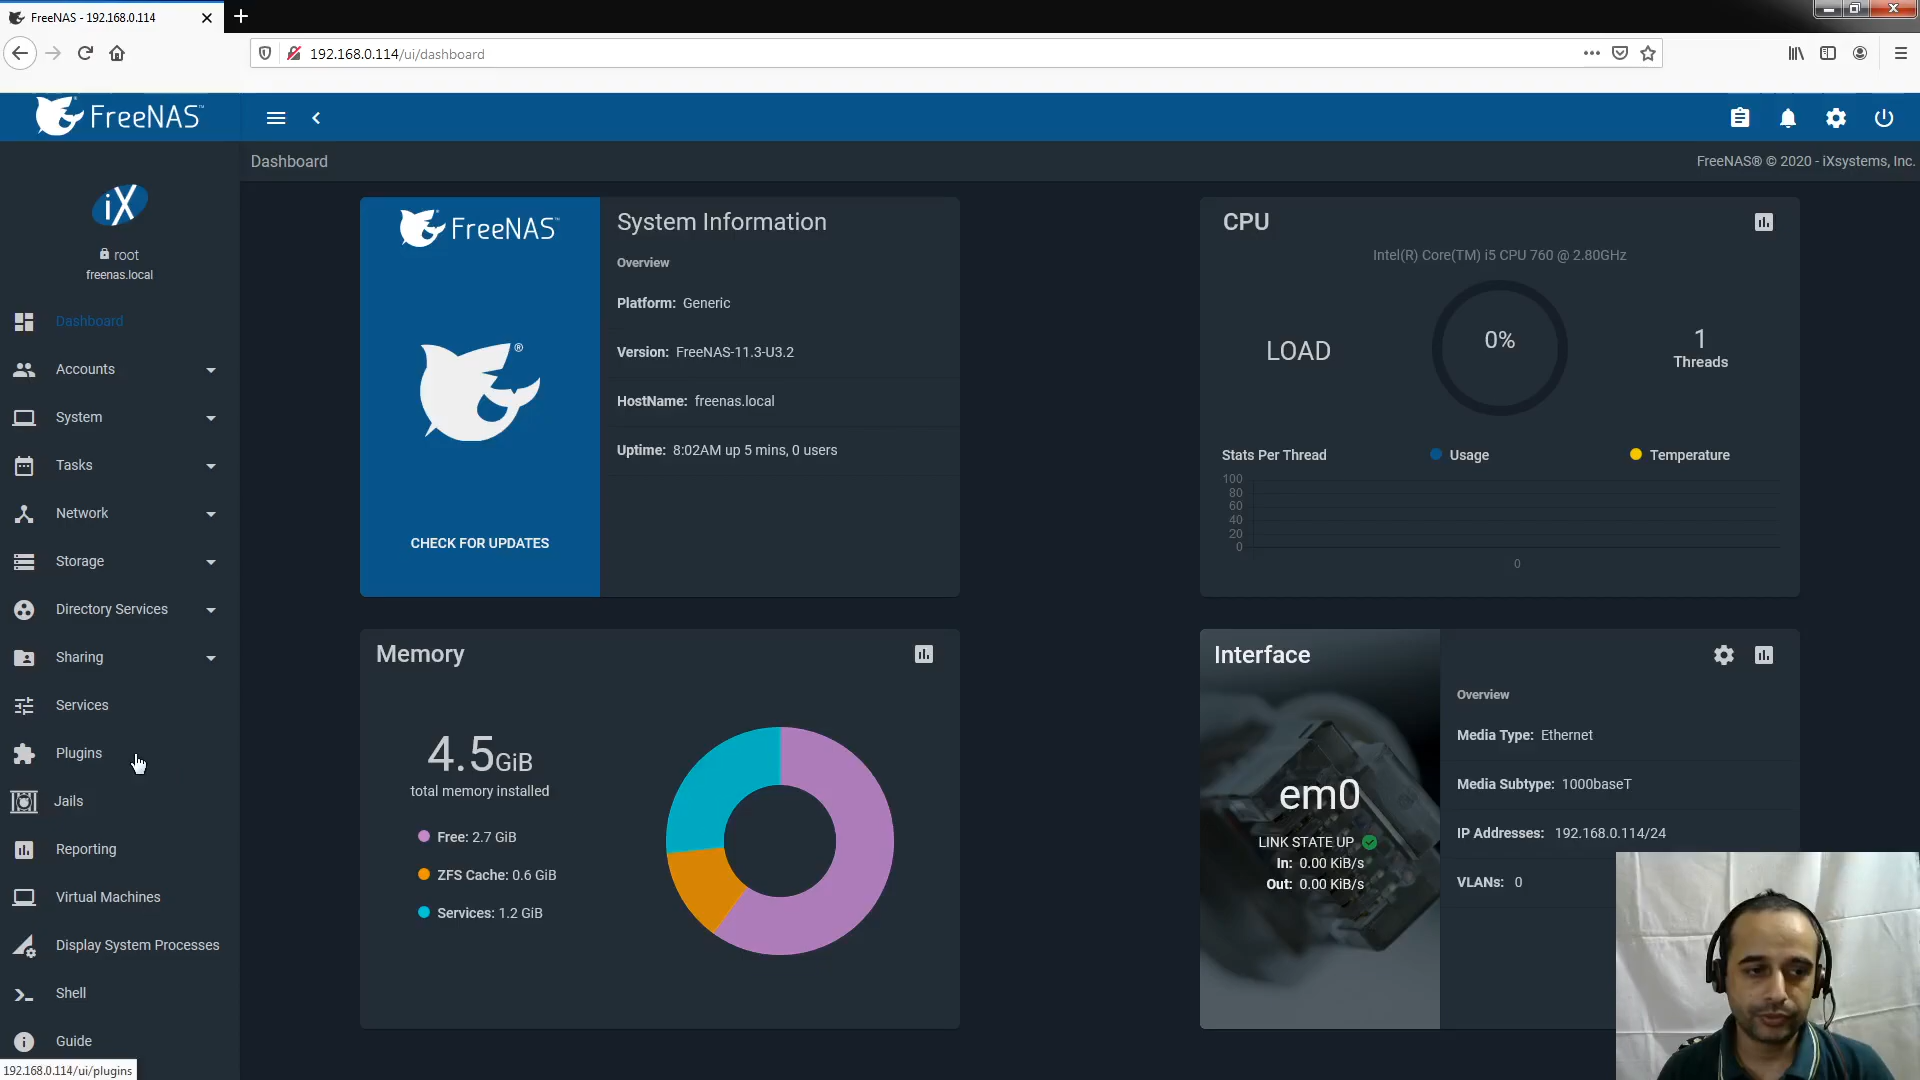 FreeNAS - 192.168.0.114
192.168.0.114/ui/dashboard
FreeNAS™
Dashboard
FreeNAS® © 2020 - iXsystems, Inc.
iX
root
freenas.local
Dashboard
Accounts
System
Tasks
Network
Storage
Directory Services
Sharing
Services
Plugins
Jails
Reporting
Virtual Machines
Display System Processes
Shell
Guide
192.168.0.114/ui/plugins
FreeNAS™
®
CHECK FOR UPDATES
System Information
Overview
Platform: Generic
Version: FreeNAS-11.3-U3.2
HostName: freenas.local
Uptime: 8:02AM up 5 mins, 0 users
CPU
Intel(R) Core(TM) i5 CPU 760 @ 2.80GHz
LOAD
0%
1
Threads
Stats Per Thread
Usage
Temperature
100
80
60
40
20
0
0
Memory
4.5GiB
total memory installed
Free: 2.7 GiB
ZFS Cache: 0.6 GiB
Services: 1.2 GiB
Interface
em0
LINK STATE UP
In: 0.00 KiB/s
Out: 0.00 KiB/s
Overview
Media Type: Ethernet
Media Subtype: 1000baseT
IP Addresses: 192.168.0.114/24
VLANs: 0